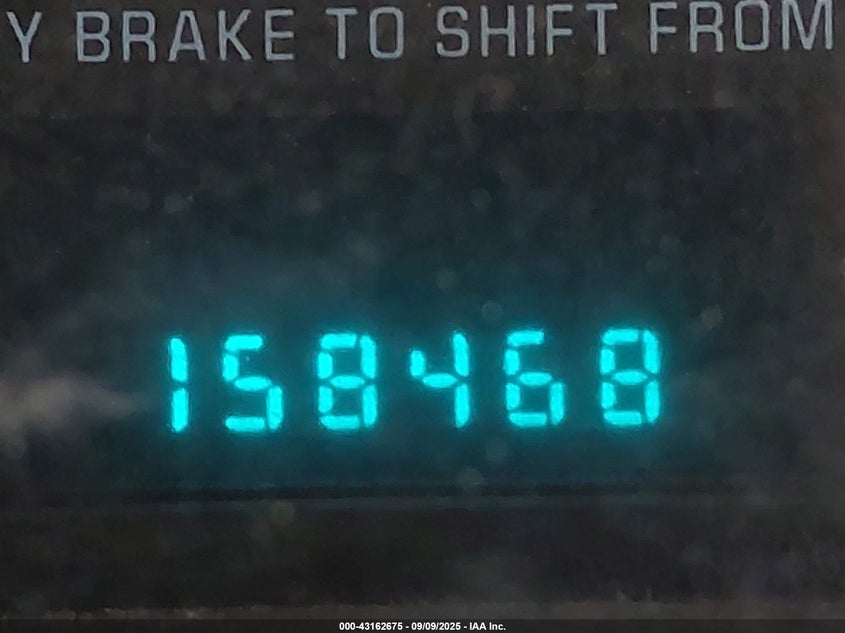 Y BRAKE TO SHIFT FROM
158468
000-43162675 - 09/09/2025 - IAA Inc.